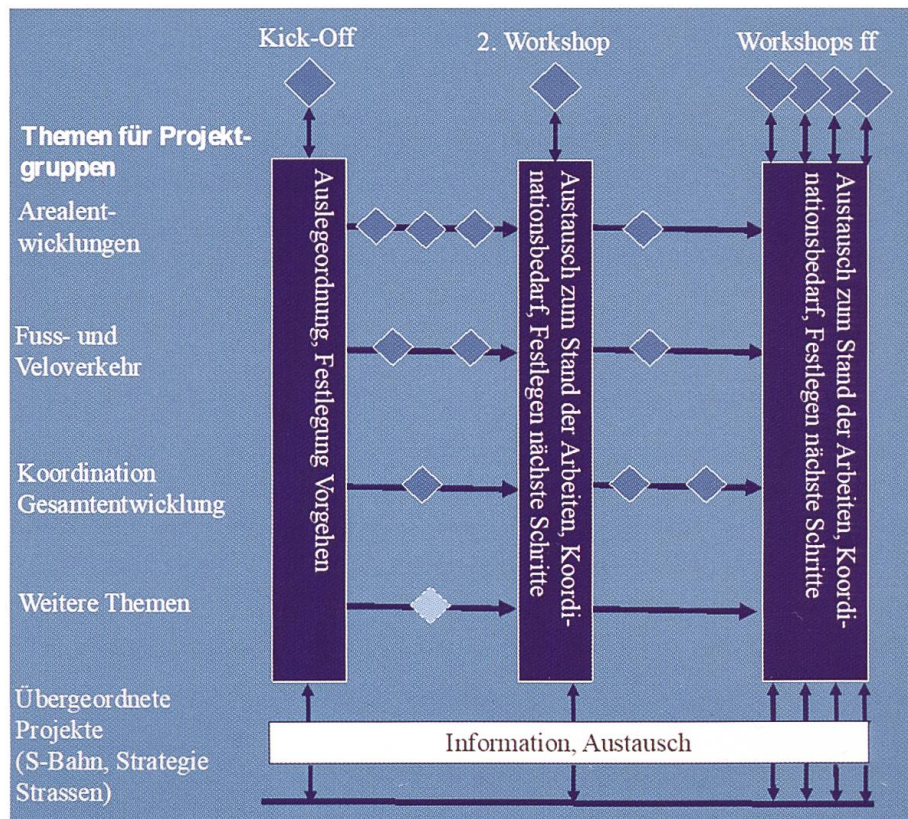 Kick-Off
2. Workshop
Workshops ff
Themen für Projekt-
gruppen
Arealent-
wicklungen
Fuss- und
Veloverkehr
Koordination
Gesamtentwicklung
Weitere Themen
Übergeordnete
Projekte
(S-Bahn, Strategie
Strassen)
Auslegeordnung, Festlegung Vorgehen
Austausch zum Stand der Arbeiten, Koordi-
nationsbedarf, Festlegen nächste Schritte
Austausch zum Stand der Arbeiten, Koordi-
nationsbedarf, Festlegen nächste Schritte
Information, Austausch